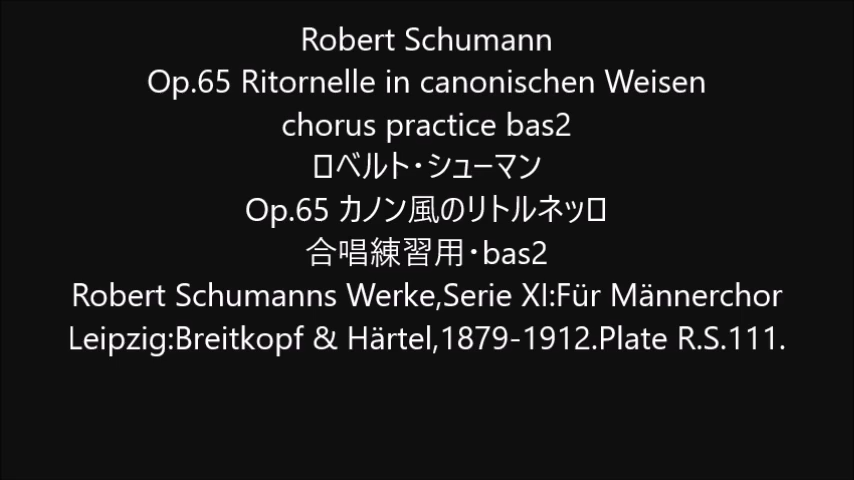 Robert Schumann
Op.65 Ritornelle in canonischen Weisen
chorus practice bas2
ロベルト・シューマン
Op.65 カノン風のリトルネッロ
合唱練習用・bas2
Robert Schumanns Werke,Serie XI:Für Männerchor
Leipzig:Breitkopf & Härtel,1879-1912.Plate R.S.111.